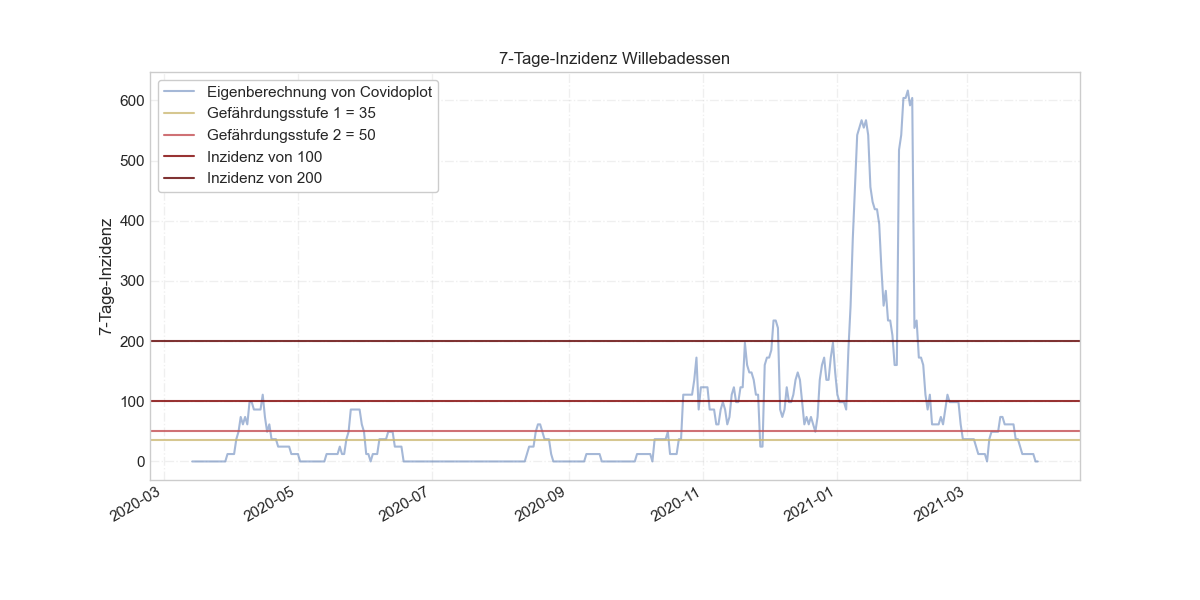 7-Tage-Inzidenz Willebadessen
Eigenberechnung von Covidoplot
Gefährdungsstufe 1 = 35
Gefährdungsstufe 2 = 50
Inzidenz von 100
Inzidenz von 200
7-Tage-Inzidenz
600
500
400
300
200
100
0
2020-03
2020-05
2020-07
2020-09
2020-11
2021-01
2021-03